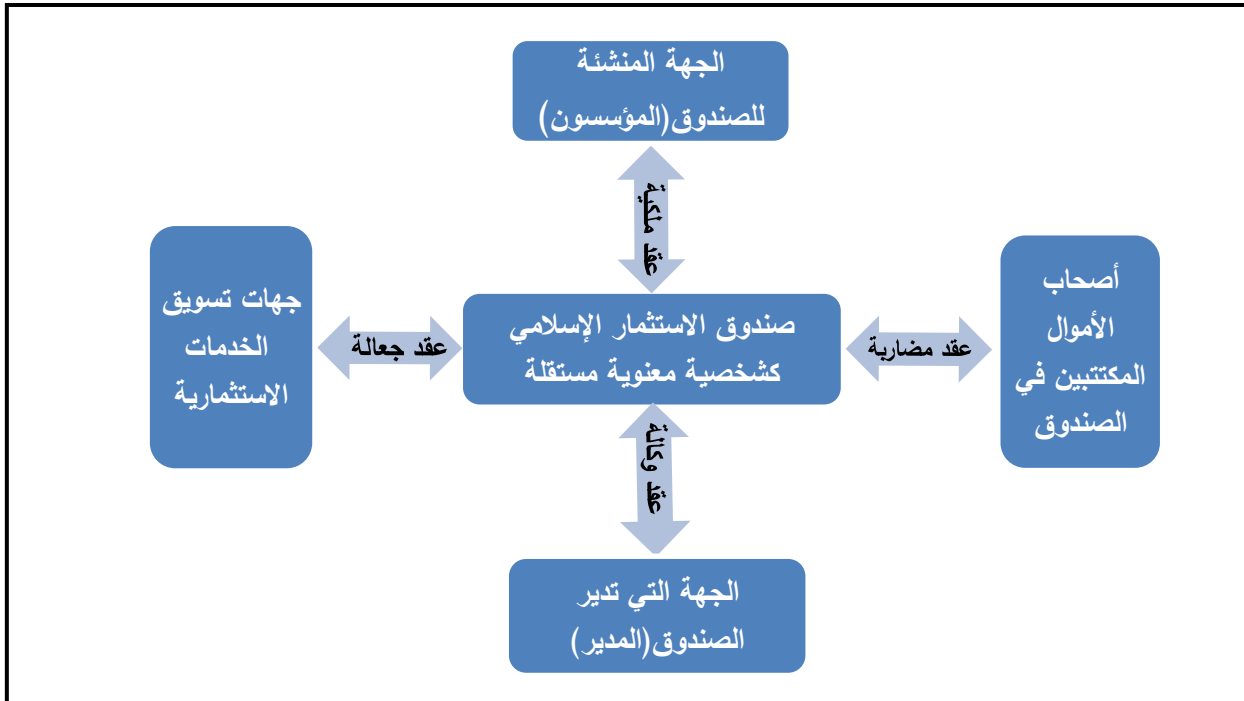 الجهة المنشئة
للصندوق(المؤسسون)
عقد ملكية
أصحاب
الأموال
المكتتبين في
الصندوق
عقد مضاربة
صندوق الاستثمار الإسلامي
كشخصية معنوية مستقلة
عقد جعالة
جهات تسويق
الخدمات
الاستثمارية
عقد وكالة
الجهة التي تدير
الصندوق(المدير)